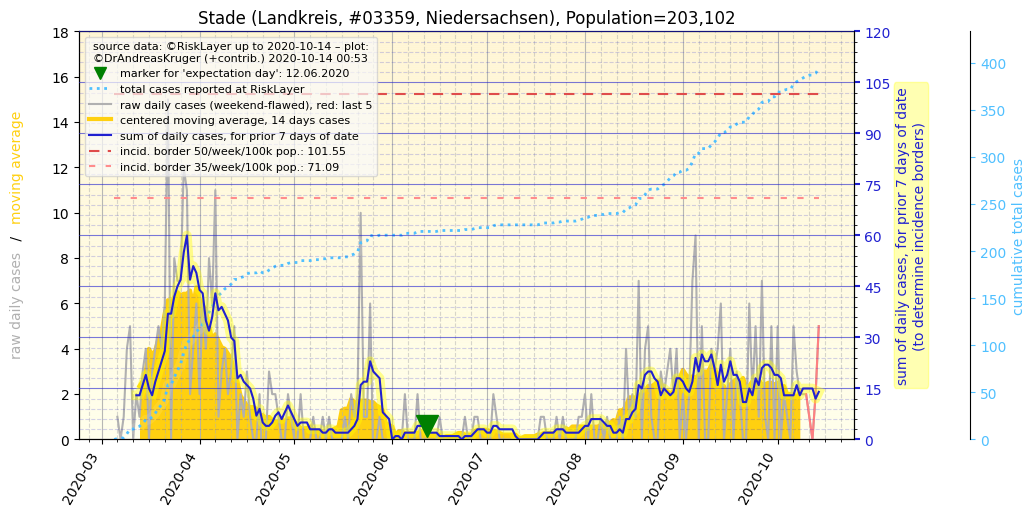 Stade (Landkreis, #03359, Niedersachsen), Population=203,102
source data: ©RiskLayer up to 2020-10-14 – plot:
©DrAndreasKruger (+contrib.) 2020-10-14 00:53
marker for 'expectation day': 12.06.2020
total cases reported at RiskLayer
raw daily cases (weekend-flawed), red: last 5
centered moving average, 14 days cases
sum of daily cases, for prior 7 days of date
incid. border 50/week/100k pop.: 101.55
incid. border 35/week/100k pop.: 71.09
raw daily cases / moving average
18
16
14
12
10
8
6
4
2
0
2020-03
2020-04
2020-05
2020-06
2020-07
2020-08
2020-09
2020-10
120
105
90
75
60
45
30
15
0
sum of daily cases, for prior 7 days of date
(to determine incidence borders)
400
350
300
250
200
150
100
50
0
cumulative total cases